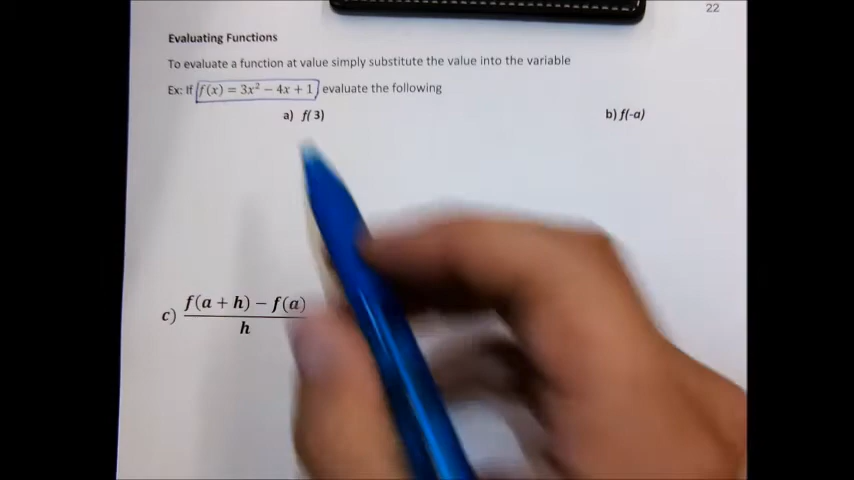 22
Evaluating Functions
To evaluate a function at value simply substitute the value into the variable
Ex: If f(x) = 3x² − 4x + 1, evaluate the following
a) f( 3) b) f(-a)
c) f(a + h) − f(a)
h